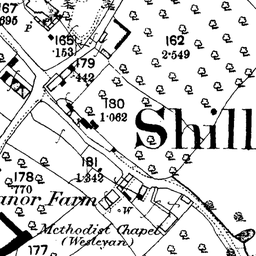 167
.695
P
165
.153
162
2.549
179
.442
180
1.062
Shill
181
1.342
178
.770
anor Farm
W
Methodist Chapel
(Wesleyan)
177